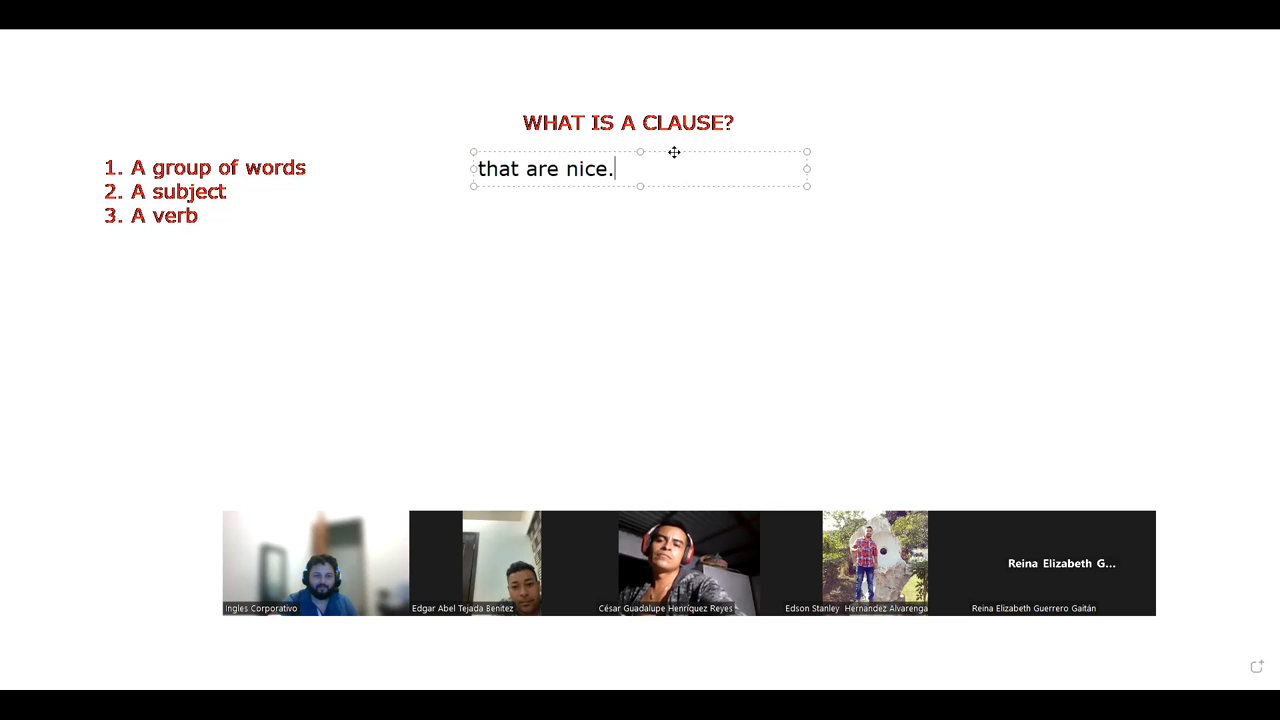 WHAT IS A CLAUSE?
1. A group of words
2. A subject
3. A verb
that are nice.
Reina Elizabeth G...
Ingles Corporativo
Edgar Abel Tejada Benitez
César Guadalupe Henríquez Reyes
Edson Stanley Hernandez Alvarenga
Reina Elizabeth Guerrero Gaitán